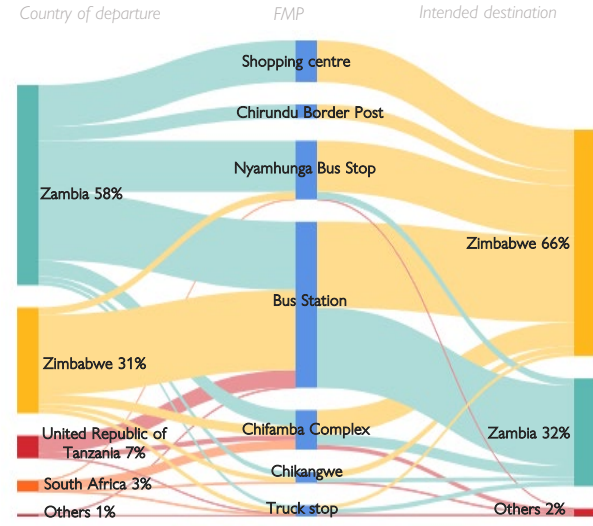 Country of departure FMP Intended destination
Shopping centre
Chirundu Border Post
Nyamhunga Bus Stop
Zambia 58%
Zimbabwe 66%
Bus Station
Zimbabwe 31%
United Republic of
Tanzania 7%
Chifamba Complex
Zambia 32%
Chikangwe
South Africa 3%
Truck stop
Others 2%
Others 1%